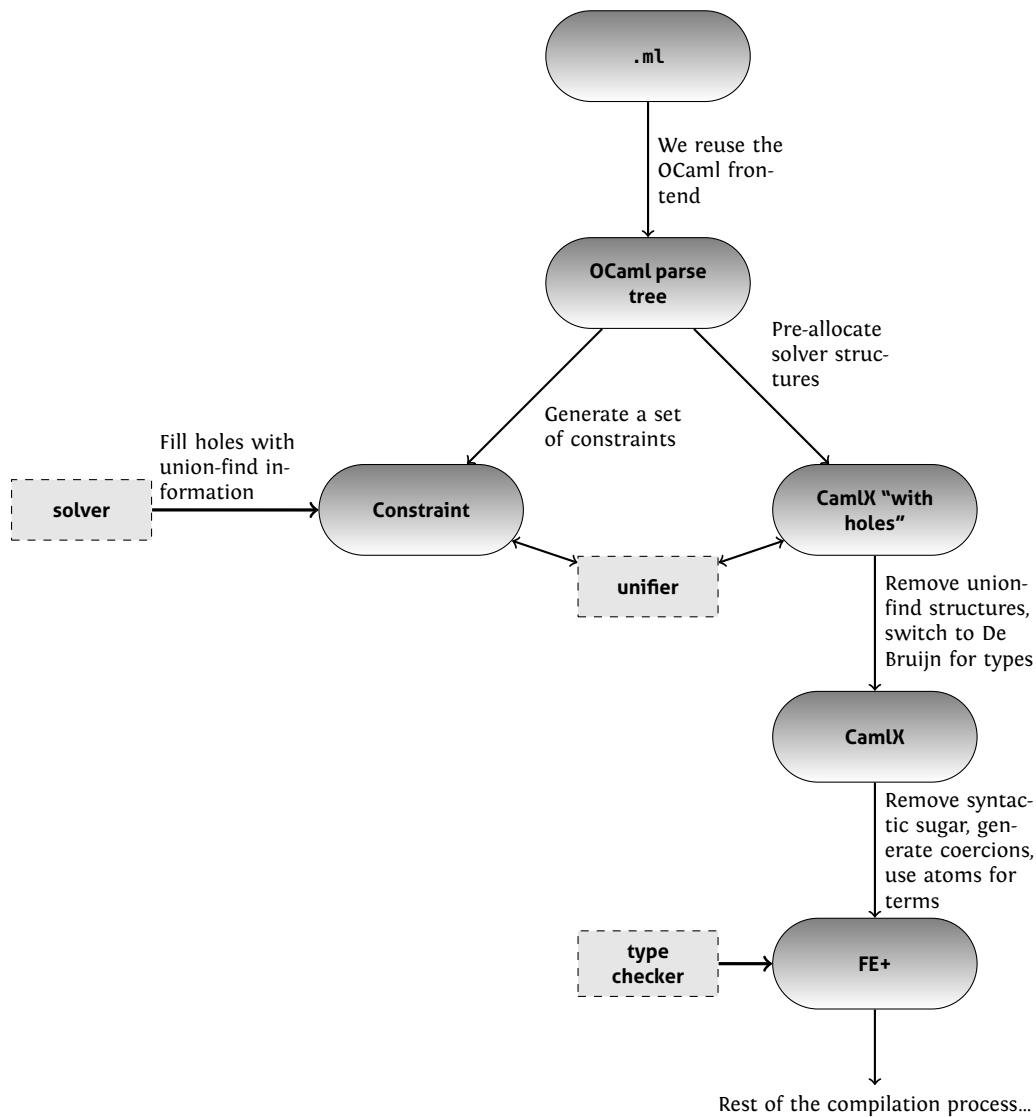 .ml
We reuse the
OCaml fron-
tend
OCaml parse
tree
Pre-allocate
solver struc-
tures
Generate a set
of constraints
Fill holes with
union-find in-
formation
solver
Constraint
CamlX “with
holes”
unifier
Remove union-
find structures,
switch to De
Bruijn for types
CamlX
Remove syntac-
tic sugar, gen-
erate coercions,
use atoms for
terms
type
checker
FE+
Rest of the compilation process...